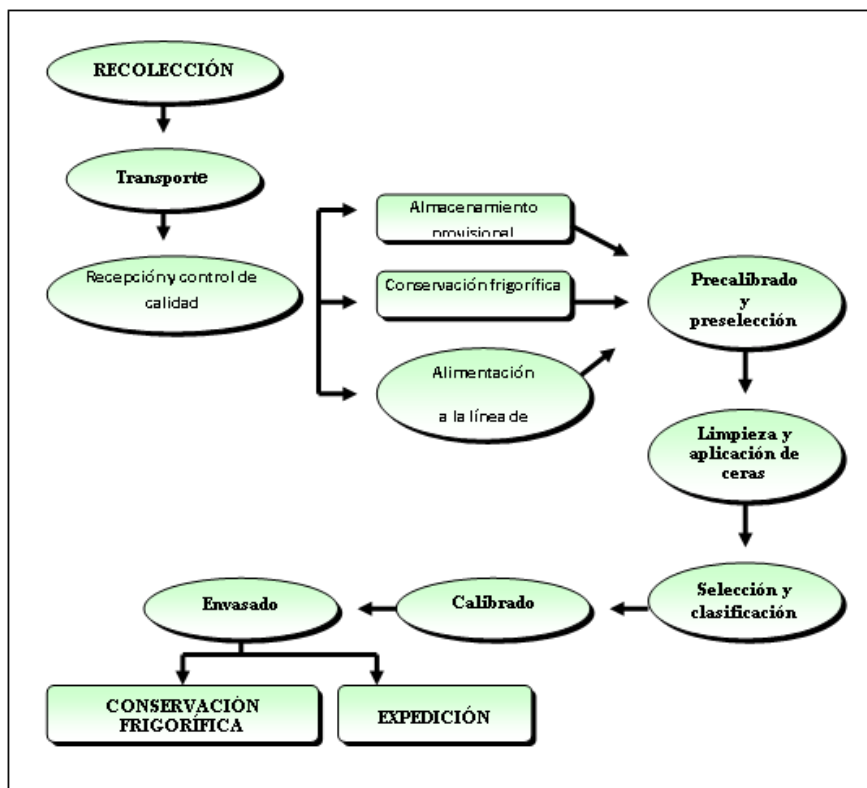 RECOLECCIÓN
Transporte
Recepción y control de
calidad
Almacenamiento
provisional
Conservación frigorífica
Alimentación
a la línea de
Precalibrado
y
preselección
Limpieza y
aplicación de
ceras
Selección y
clasificación
Calibrado
Envasado
CONSERVACIÓN
FRIGORÍFICA
EXPEDICIÓN